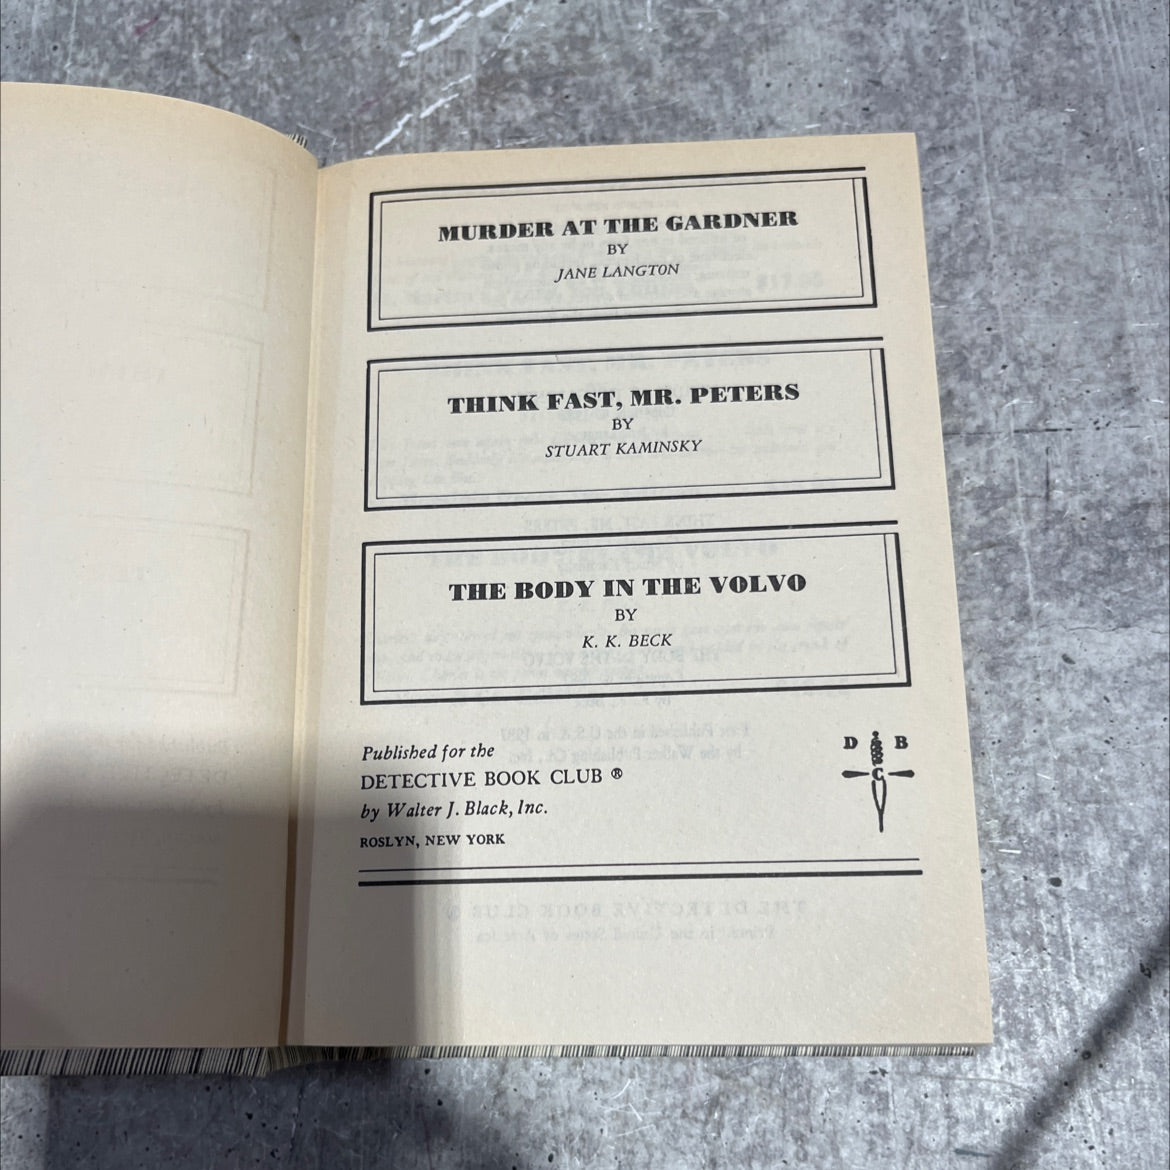 MURDER AT THE GARDNER
BY
JANE LANGTON
THINK FAST, MR. PETERS
BY
STUART KAMINSKY
THE BODY IN THE VOLVO
BY
K. K. BECK
Published for the
DETECTIVE BOOK CLUB ®
by Walter J. Black, Inc.
ROSLYN, NEW YORK
D B
C